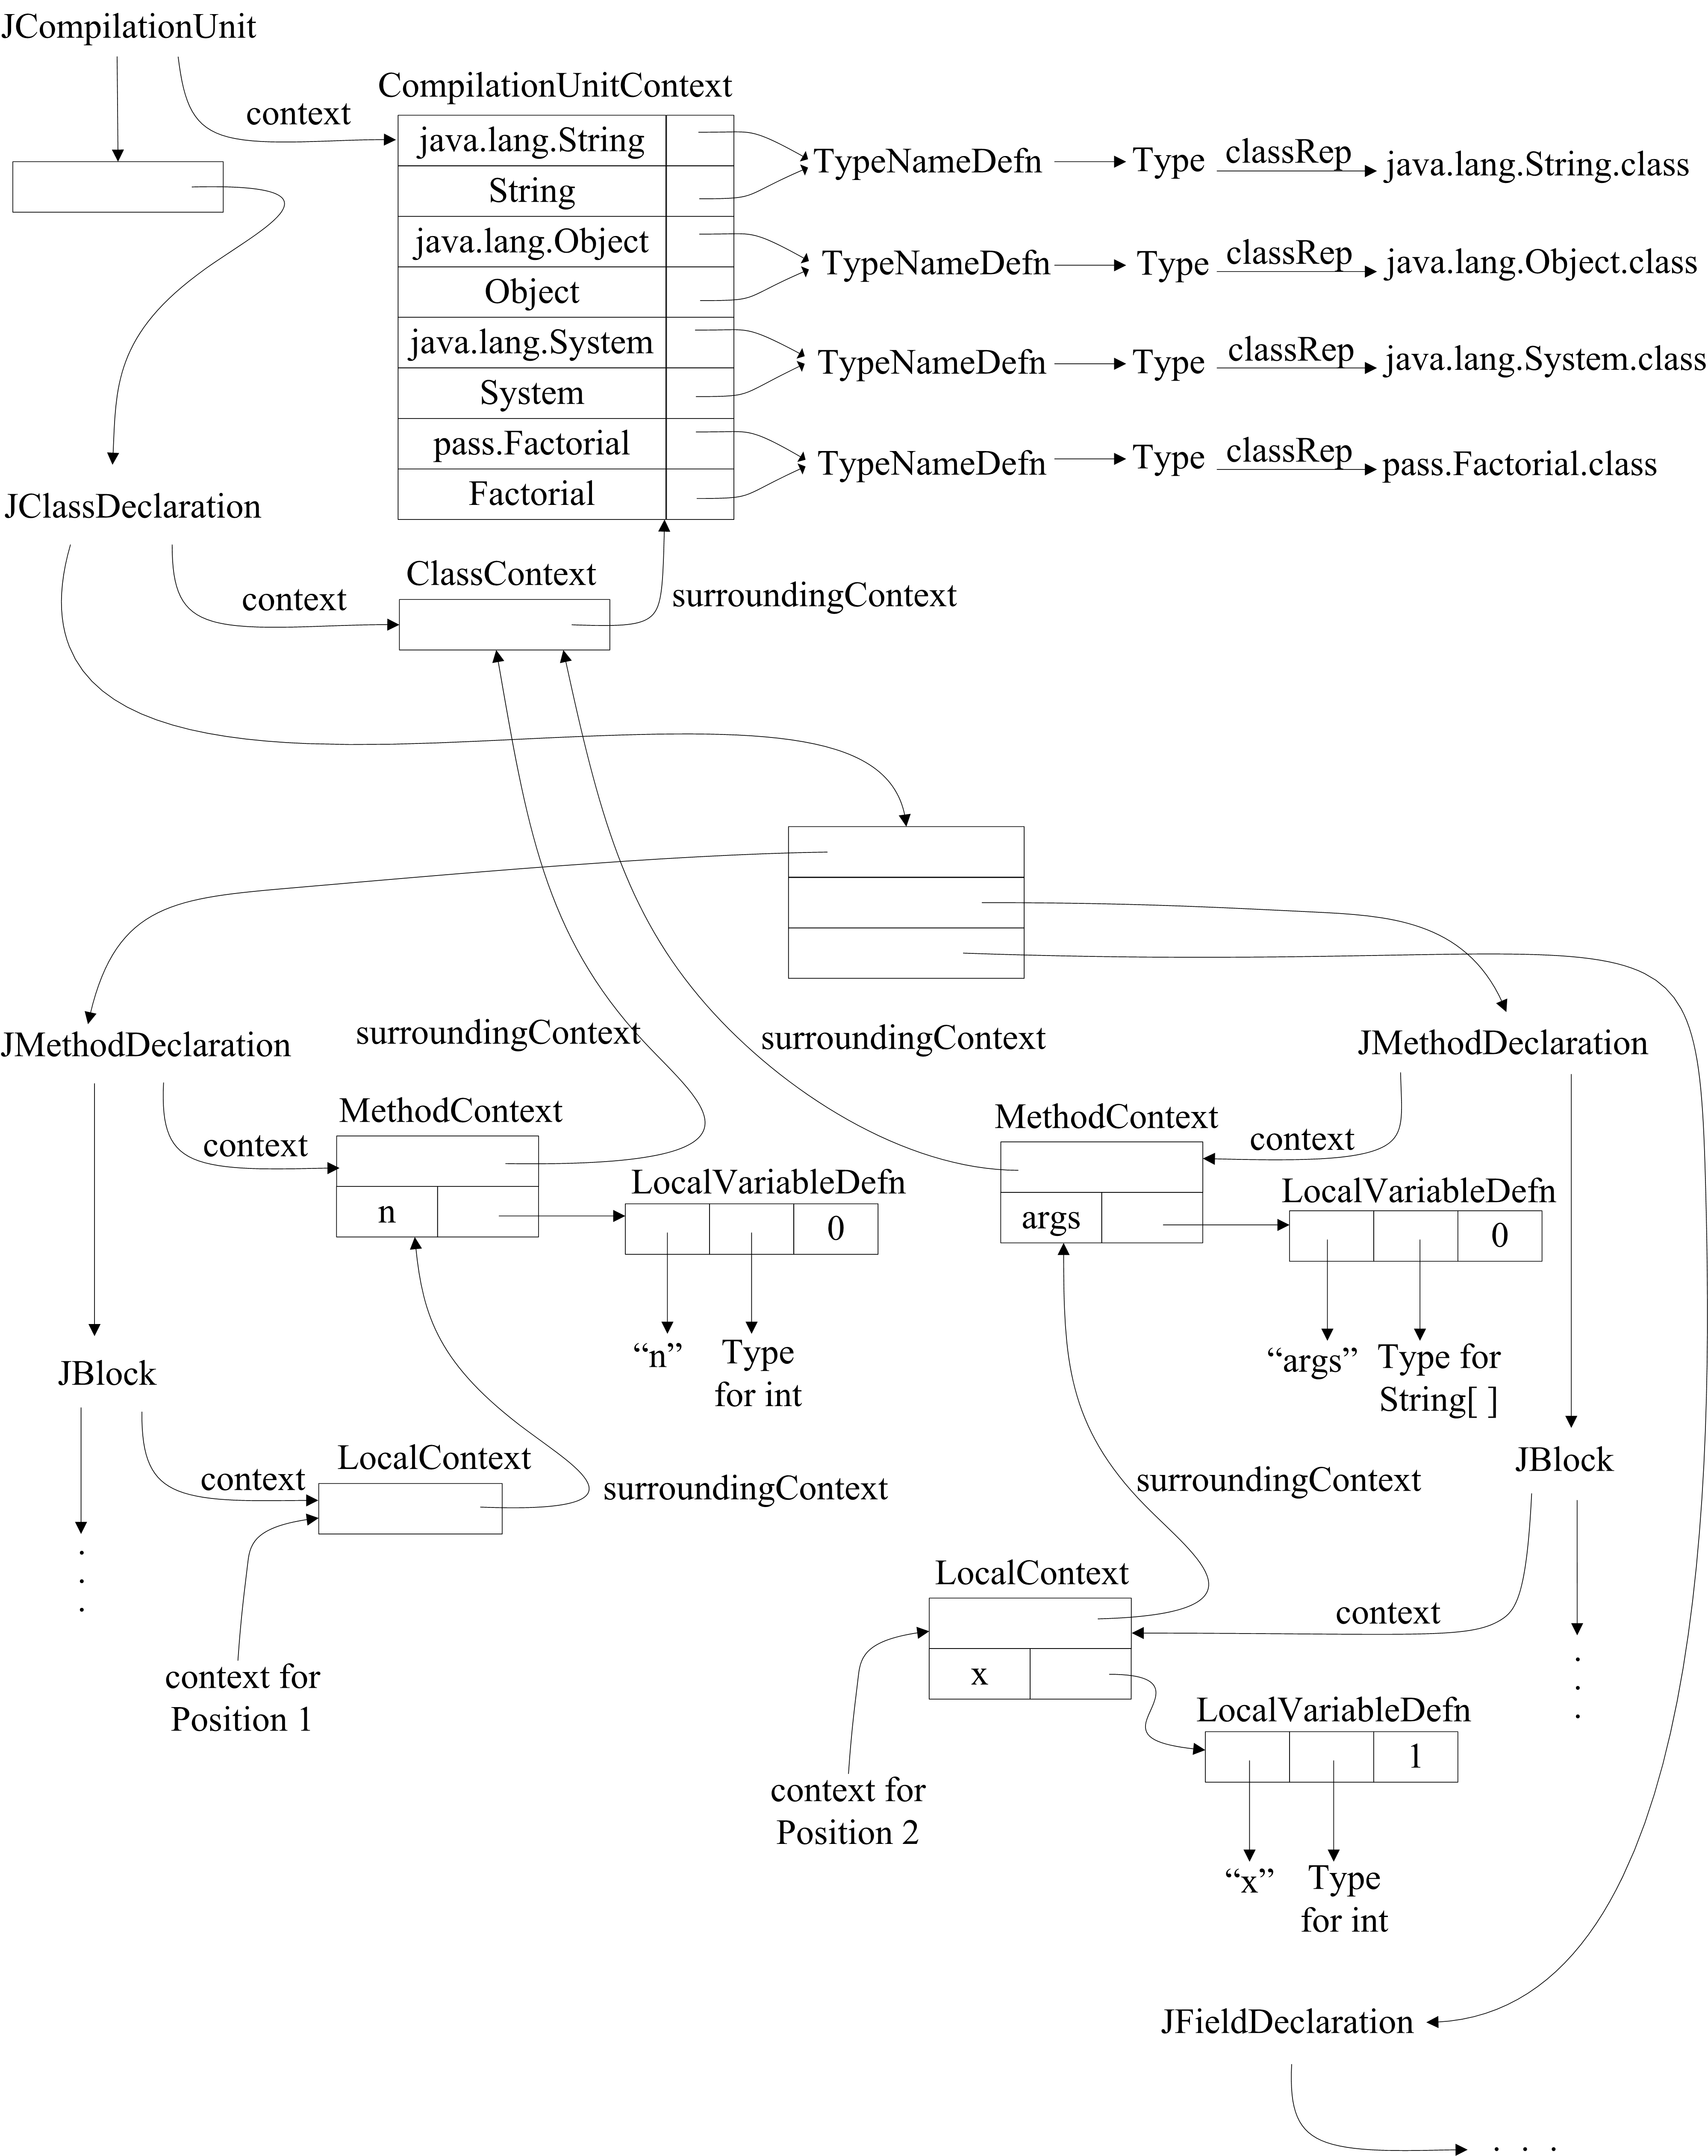 JCompilationUnit
CompilationUnitContext
context
java.lang.String
String
java.lang.Object
Object
java.lang.System
System
pass.Factorial
Factorial
TypeNameDefn
Type
classRep
java.lang.String.class
TypeNameDefn
Type
classRep
java.lang.Object.class
TypeNameDefn
Type
classRep
java.lang.System.class
TypeNameDefn
Type
classRep
pass.Factorial.class
JClassDeclaration
ClassContext
context
surroundingContext
JMethodDeclaration
surroundingContext
surroundingContext
JMethodDeclaration
MethodContext
context
n
LocalVariableDefn
0
“n”
Type
for int
MethodContext
context
args
LocalVariableDefn
0
“args”
Type for
String[ ]
JBlock
LocalContext
context
surroundingContext
context for
Position 1
JBlock
surroundingContext
LocalContext
context
x
LocalVariableDefn
1
context for
Position 2
“x”
Type
for int
JFieldDeclaration
. . .